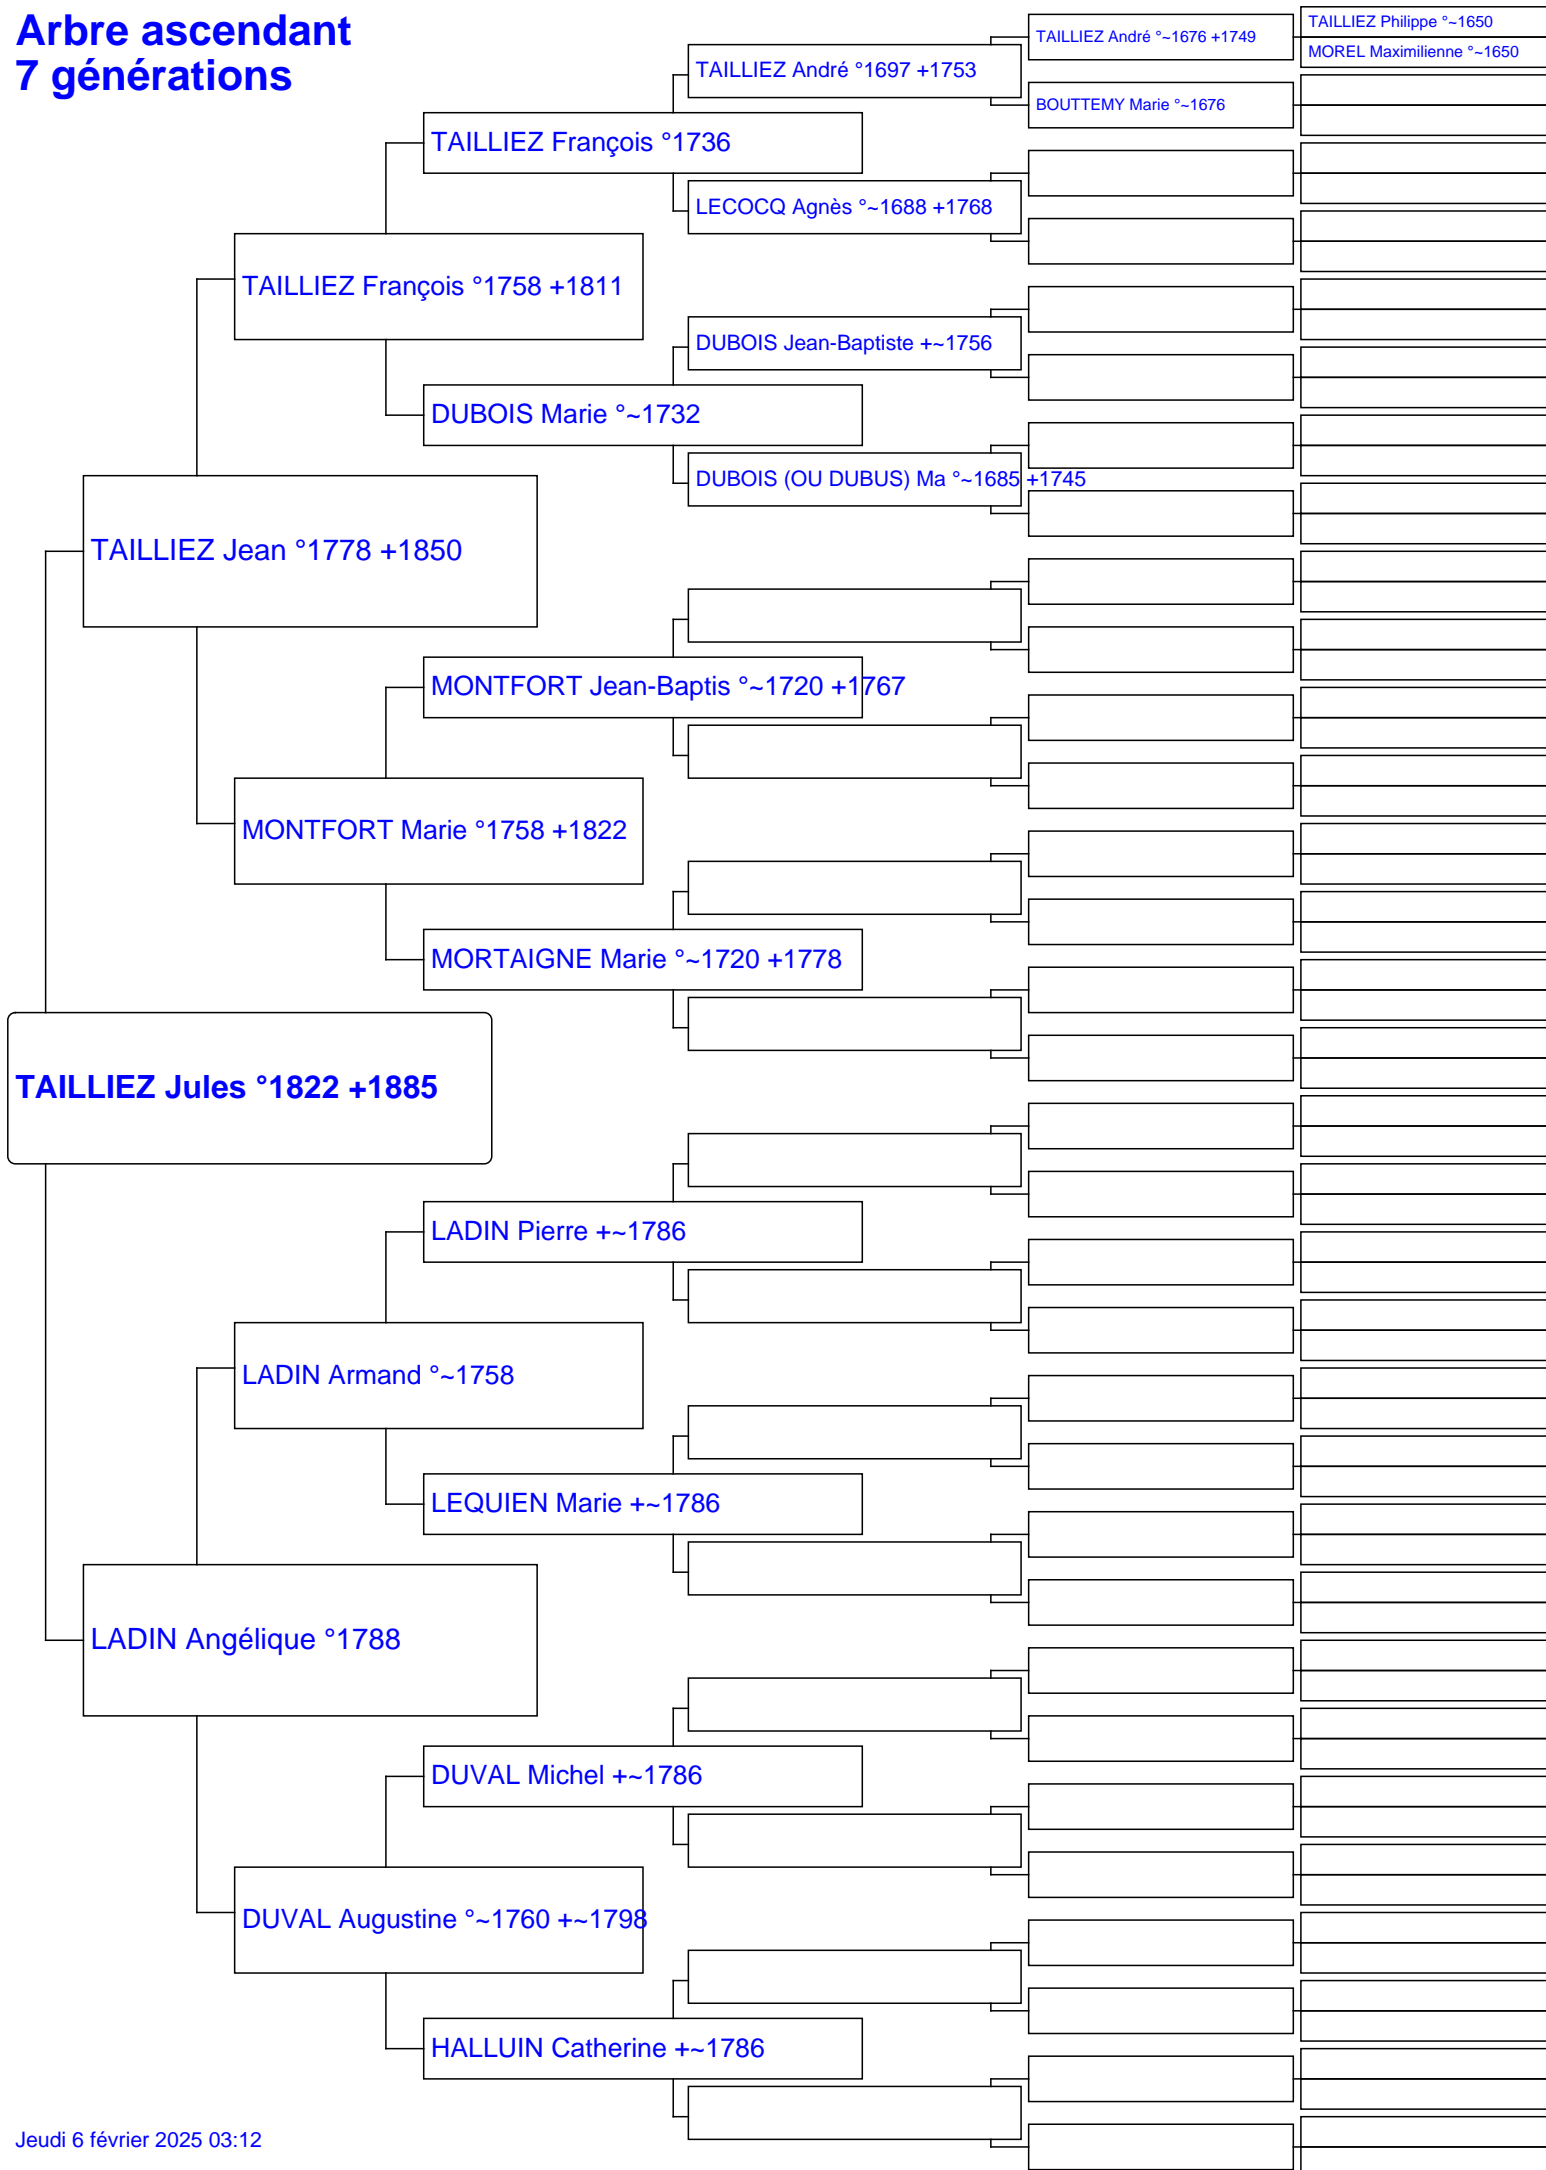 Arbre ascendant
7 générations
TAILLIEZ Philippe °~1650
TAILLIEZ André °~1676 +1749
MOREL Maximilienne °~1650
TAILLIEZ André °1697 +1753
BOUTTEMY Marie °~1676
TAILLIEZ François °1736
LECOCQ Agnès °~1688 +1768
TAILLIEZ François °1758 +1811
DUBOIS Jean-Baptiste +~1756
DUBOIS Marie °~1732
DUBOIS (OU DUBUS) Ma °~1685 +1745
TAILLIEZ Jean °1778 +1850
MONTFORT Jean-Baptis °~1720 +1767
MONTFORT Marie °1758 +1822
MORTAIGNE Marie °~1720 +1778
TAILLIEZ Jules °1822 +1885
LADIN Pierre +~1786
LADIN Armand °~1758
LEQUIEN Marie +~1786
LADIN Angélique °1788
DUVAL Michel +~1786
DUVAL Augustine °~1760 +~1798
HALLUIN Catherine +~1786
Jeudi 6 février 2025 03:12